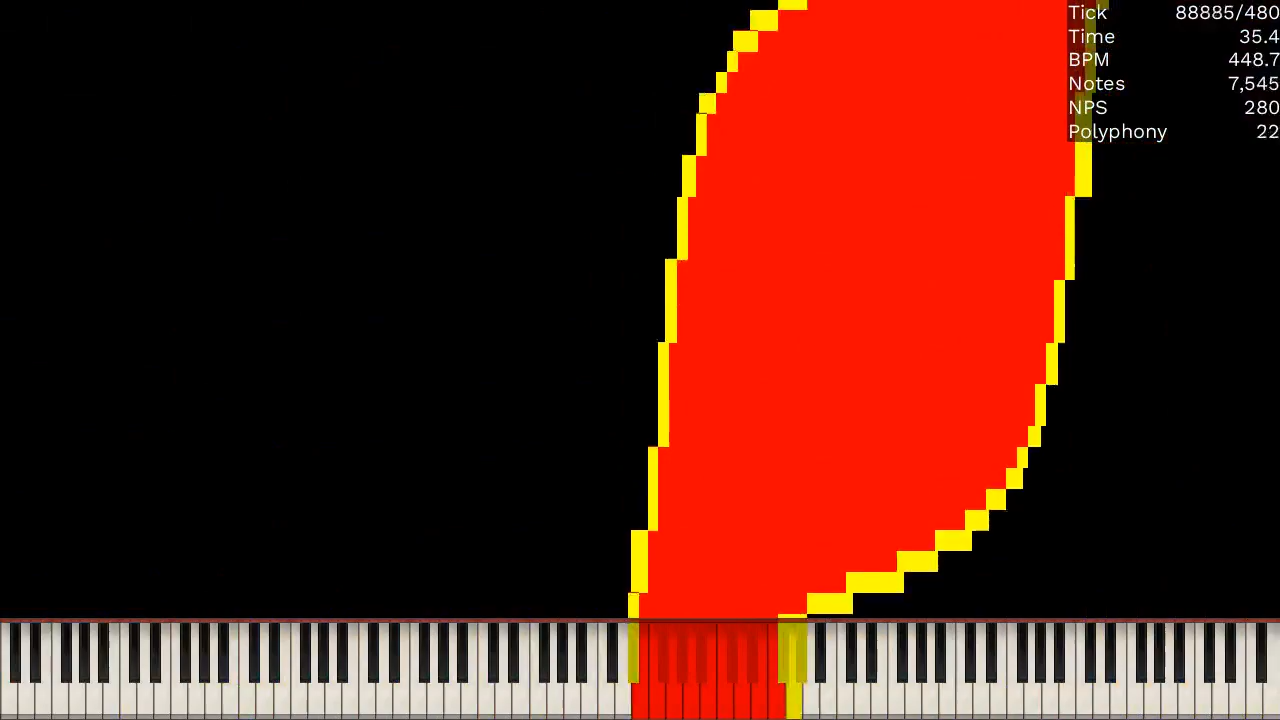 Tick 88885/480
Time 35.4
BPM 448.7
Notes 7,545
NPS 280
Polyphony 22